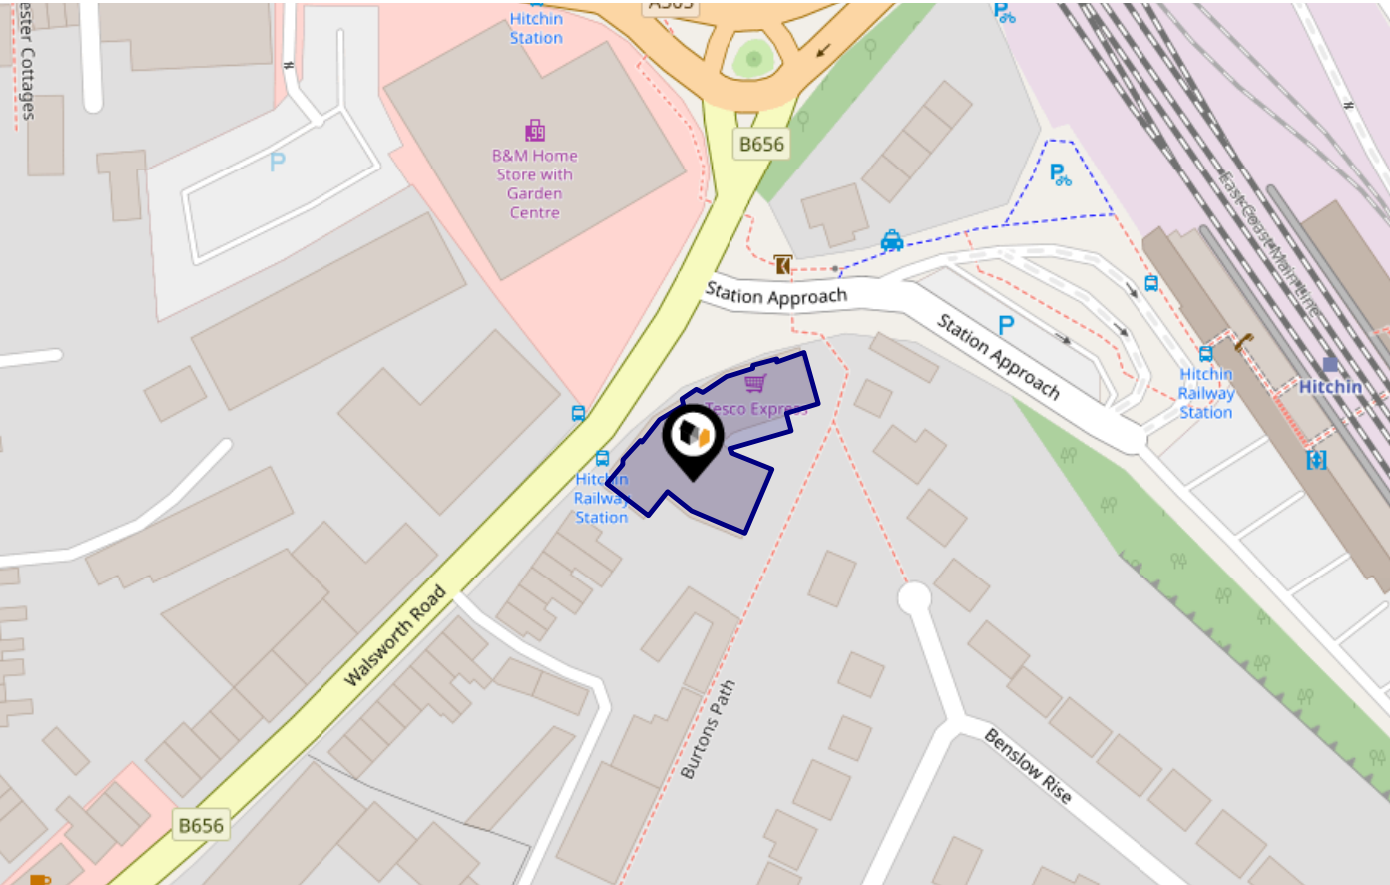 ester Cottages
Hitchin
Station
A505
B656
P
B&M Home
Store with
Garden
Centre
P
P
East Coast Main Line
Station Approach
P
Station Approach
Hitchin
Railway
Station
Hitchin
Tesco Express
Hitchin
Railway
Station
Walsworth Road
Burtons Path
Benslow Rise
B656